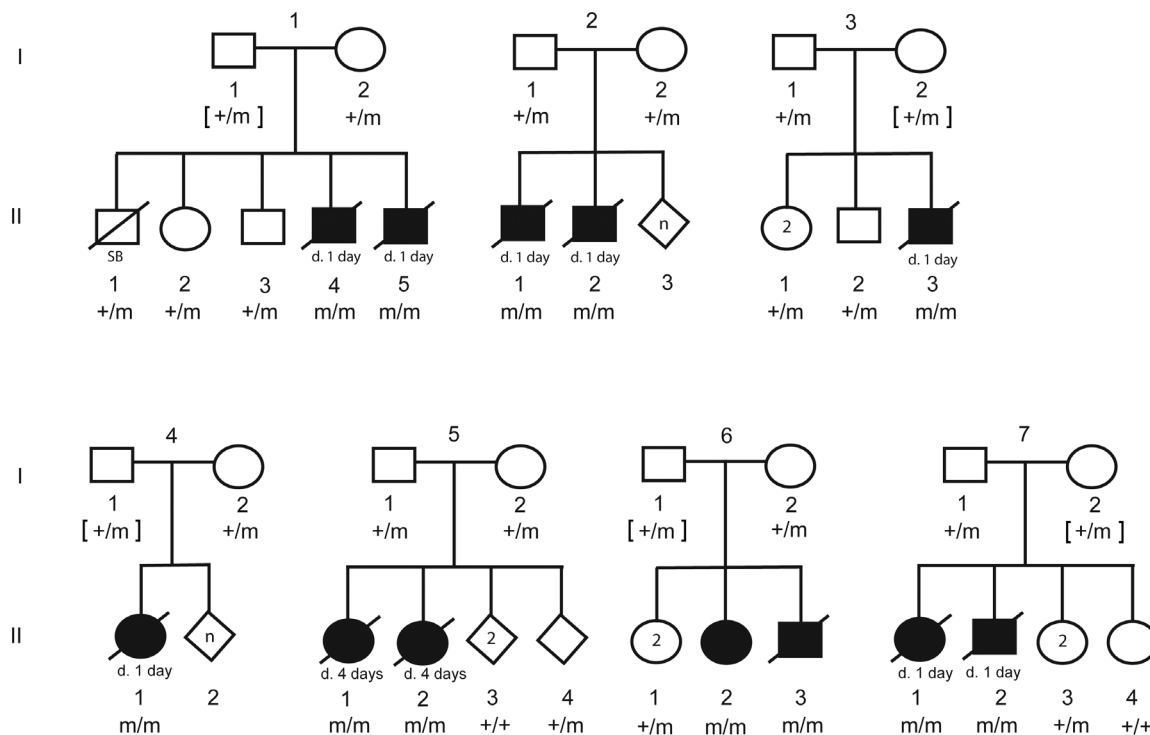 1 2 3
I
1 2 1 2 1 2
[ +/m ] +/m +/m +/m +/m [ +/m ]
II
2
n
SB d. 1 day d. 1 day d. 1 day d. 1 day d. 1 day
1 2 3 4 5 1 2 3 1 2 3
+/m +/m +/m m/m m/m m/m m/m +/m +/m m/m
4 5 6 7
I
1 2 1 2 1 2 1 2
[ +/m ] +/m +/m +/m [ +/m ] +/m +/m [ +/m ]
II
n 2 2 2
d. 1 day d. 4 days d. 4 days d. 1 day d. 1 day
1 2 1 2 3 4 1 2 3 1 2 3 4
m/m m/m m/m +/+ +/m +/m m/m m/m m/m m/m +/m +/+